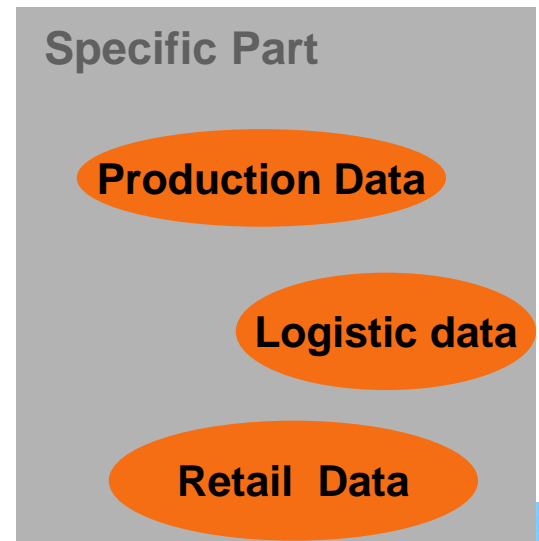 Specific Part
Production Data
Logistic data
Retail Data